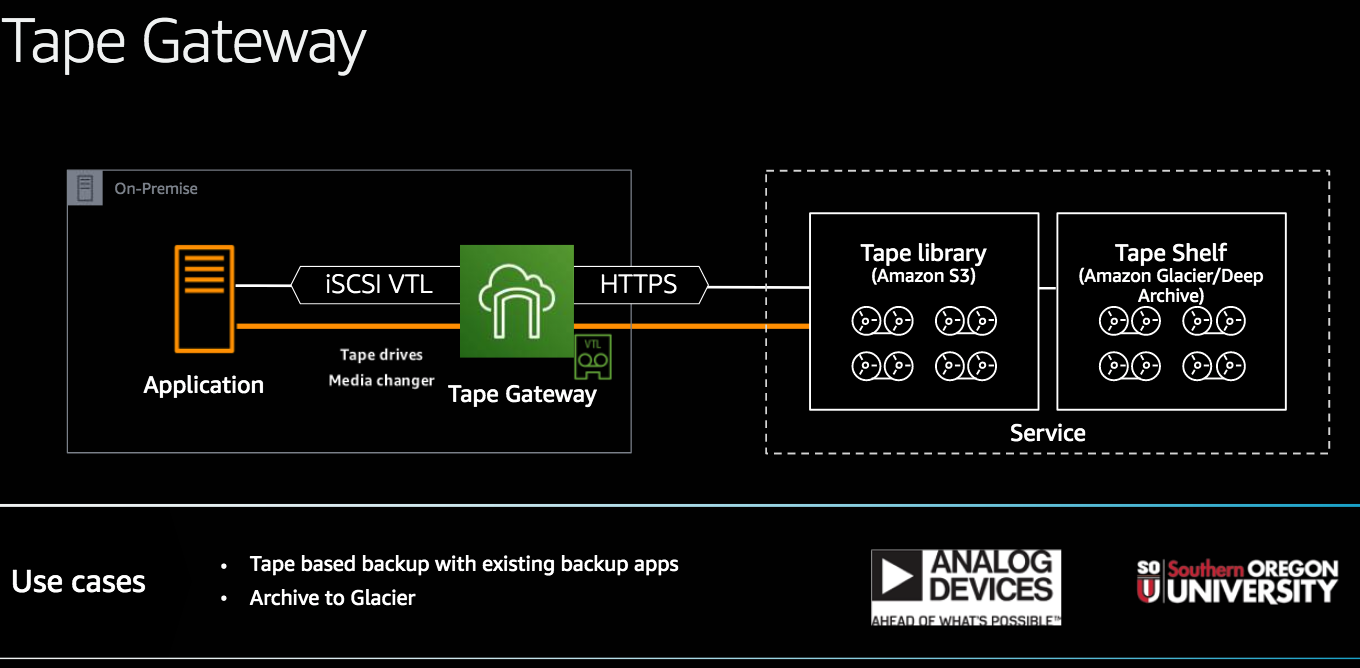 Tape Gateway
On-Premise
iSCSI VTL
HTTPS
Tape drives
Media changer
Application
Tape Gateway
VTL
Tape library
(Amazon S3)
Tape Shelf
(Amazon Glacier/Deep
Archive)
Service
Use cases
• Tape based backup with existing backup apps
• Archive to Glacier
ANALOG
DEVICES
AHEAD OF WHAT'S POSSIBLE™
SO
U
Southern OREGON
UNIVERSITY